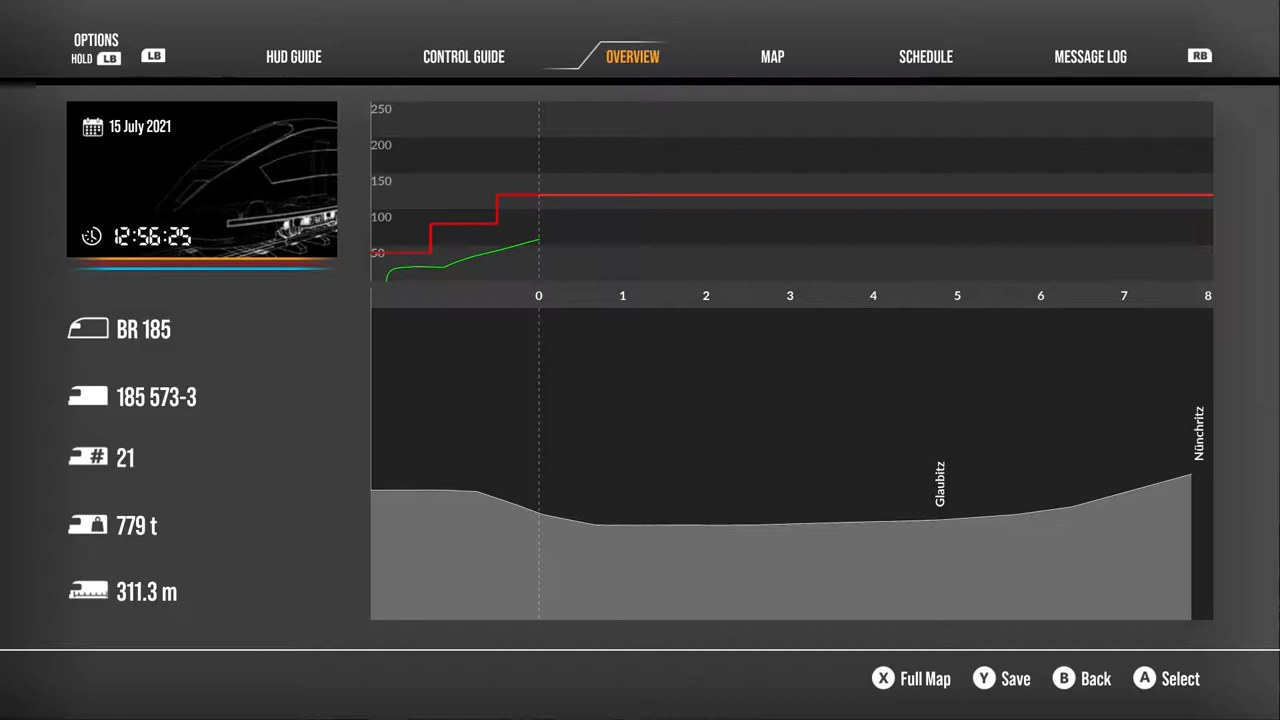 OPTIONS
HOLD LB
LB
HUD GUIDE
CONTROL GUIDE
OVERVIEW
MAP
SCHEDULE
MESSAGE LOG
RB
15 July 2021
12:56:25
BR 185
185 573-3
# 21
779 t
311.3 m
250
200
150
100
50
0 1 2 3 4 5 6 7 8
Glaubitz
Nünchritz
X Full Map
Y Save
B Back
A Select